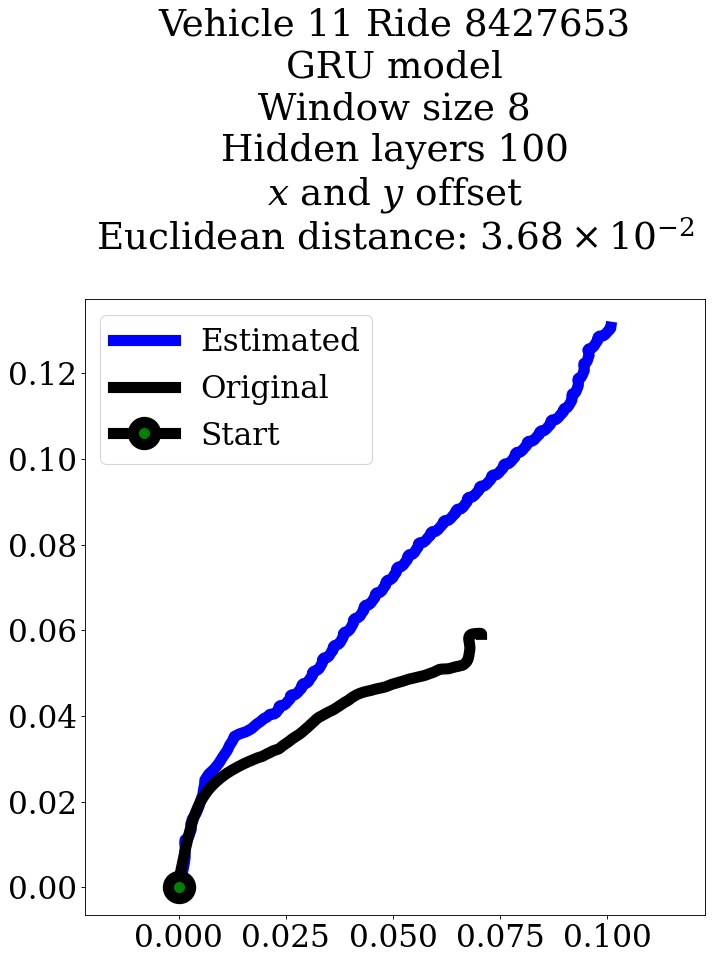 Vehicle 11 Ride 8427653
GRU model
Window size 8
Hidden layers 100
x and y offset
Euclidean distance: 3.68 × 10⁻²
Estimated
Original
Start
0.12
0.10
0.08
0.06
0.04
0.02
0.00
0.000 0.025 0.050 0.075 0.100